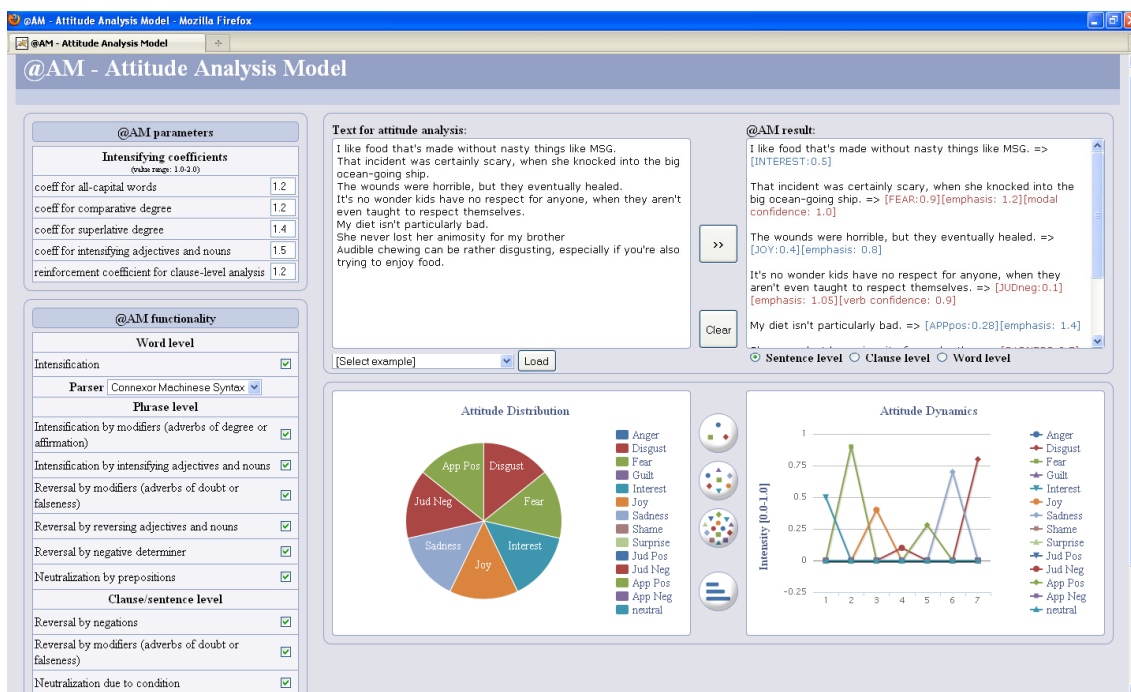 @AM - Attitude Analysis Model - Mozilla Firefox
@AM - Attitude Analysis Model
@AM - Attitude Analysis Model
@AM parameters
Intensifying coefficients
(value range: 1.0-2.0)
coeff for all-capital words 1.2
coeff for comparative degree 1.2
coeff for superlative degree 1.4
coeff for intensifying adjectives and nouns 1.5
reinforcement coefficient for clause-level analysis 1.2
@AM functionality
Word level
Intensification
Parser Connexor Machinese Syntax
Phrase level
Intensification by modifiers (adverbs of degree or
affirmation)
Intensification by intensifying adjectives and nouns
Reversal by modifiers (adverbs of doubt or
falseness)
Reversal by reversing adjectives and nouns
Reversal by negative determiner
Neutralization by prepositions
Clause/sentence level
Reversal by negations
Reversal by modifiers (adverbs of doubt or
falseness)
Neutralization due to condition
Text for attitude analysis:
I like food that's made without nasty things like MSG.
That incident was certainly scary, when she knocked into the big
ocean-going ship.
The wounds were horrible, but they eventually healed.
It's no wonder kids have no respect for anyone, when they aren't
even taught to respect themselves.
My diet isn't particularly bad.
She never lost her animosity for my brother
Audible chewing can be rather disgusting, especially if you're also
trying to enjoy food.
[Select example]
Load
>>
Clear
@AM result:
I like food that's made without nasty things like MSG. =>
[INTEREST:0.5]
That incident was certainly scary, when she knocked into the
big ocean-going ship. => [FEAR:0.9][emphasis: 1.2][modal
confidence: 1.0]
The wounds were horrible, but they eventually healed. =>
[JOY:0.4][emphasis: 0.8]
It's no wonder kids have no respect for anyone, when they
aren't even taught to respect themselves. => [JUDneg:0.1]
[emphasis: 1.05][verb confidence: 0.9]
My diet isn't particularly bad. => [APPpos:0.28][emphasis: 1.4]
Sentence level Clause level Word level
Attitude Distribution
App Pos
Disgust
Jud Neg
Fear
Sadness
Interest
Joy
Anger
Disgust
Fear
Guilt
Interest
Joy
Sadness
Shame
Surprise
Jud Pos
Jud Neg
App Pos
App Neg
neutral
Attitude Dynamics
Intensity [0.0-1.0]
1
0.75
0.5
0.25
0
-0.25
1 2 3 4 5 6 7
Anger
Disgust
Fear
Guilt
Interest
Joy
Sadness
Shame
Surprise
Jud Pos
Jud Neg
App Pos
App Neg
neutral